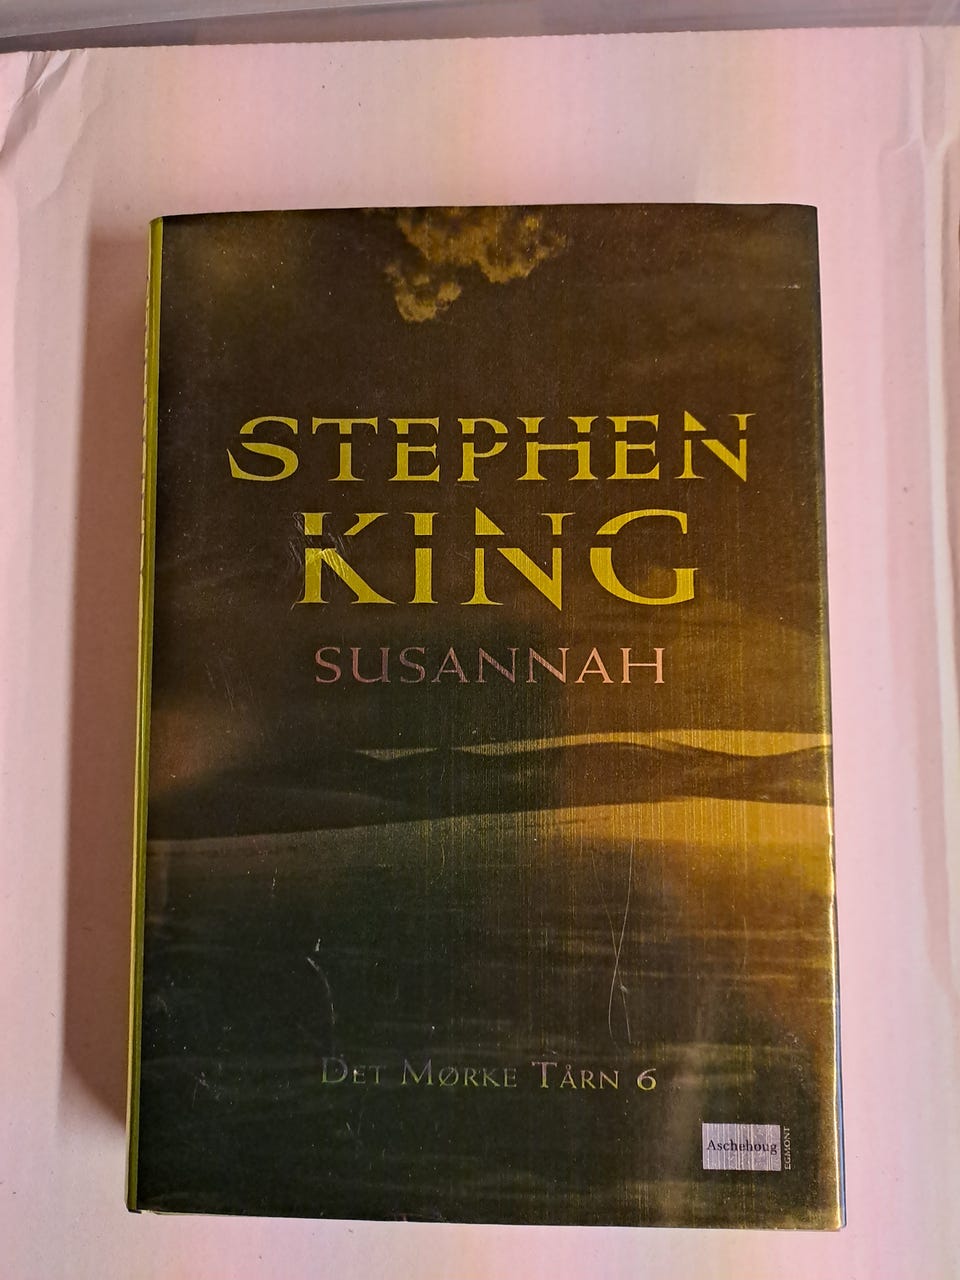 STEPHEN
KING
SUSANNAH
DET MØRKE TÅRN 6
Aschehoug
EGMONT